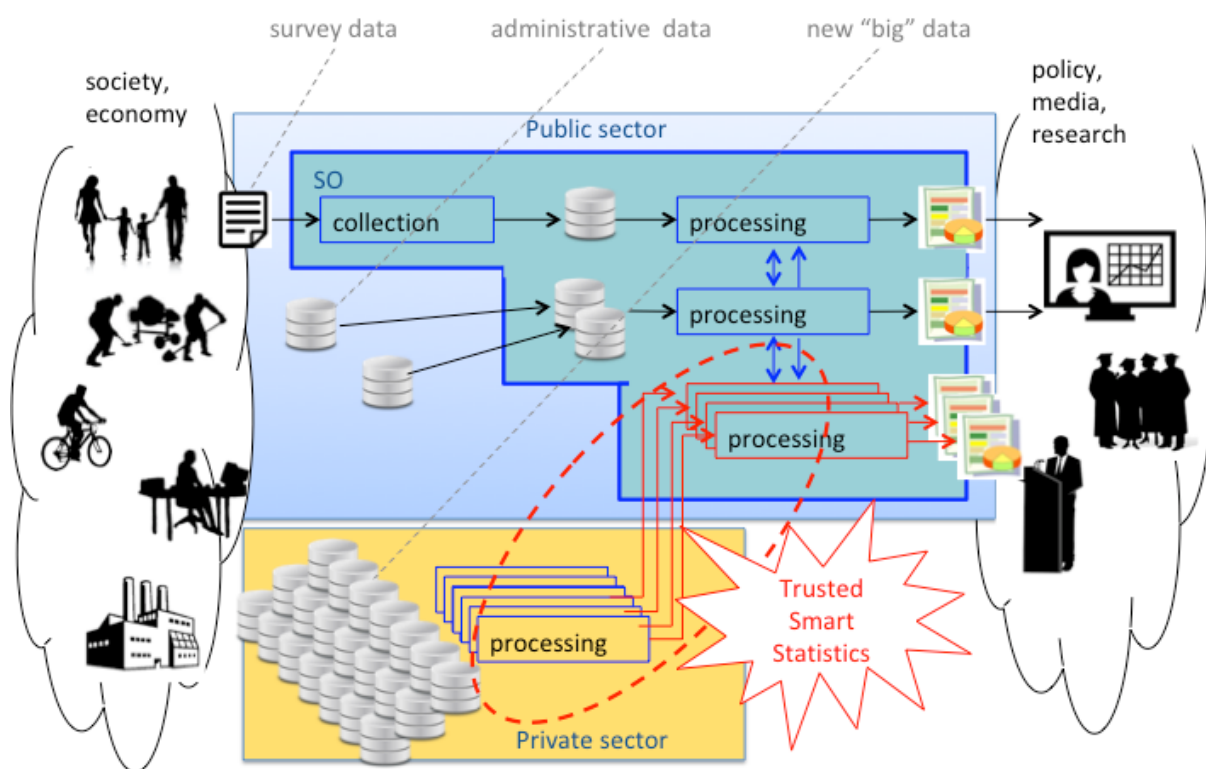 survey data
administrative data
new “big” data
society,
economy
policy,
media,
research
Public sector
SO
collection
processing
processing
processing
processing
Trusted
Smart
Statistics
Private sector